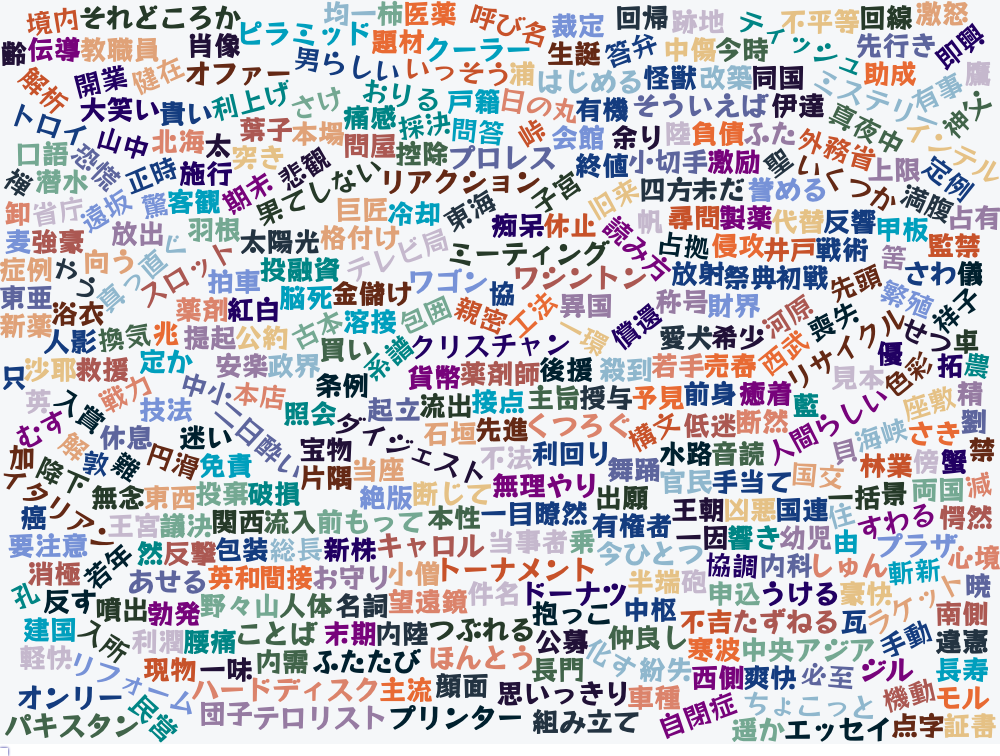 境内 それどころか 均一 柿 医薬 呼び名 裁定 回帰 跡地 ティッシュ 不平等 回線 激怒
齢 伝導 教職員 肖像 ピラミッド 題材 クーラー 生誕 答弁 中傷 今時 先行き 即興
解析 開業 健在 オファー 男らしい いっそう 浦 はじめる 怪獣 改築 同国 ミステリー 助成 有事 鷹
トロイ 大笑い 貴い 利上げ さけ おりる 戸籍 日の丸 有機 そういえば 伊達 真夜中 神父
口語 恐慌 山中 北海 太 葉子 本場 痛感 採決 問答 峠 会館 余り 陸 負債 ふた 外務省 インテル
禅 潜水 正時 施行 突き 悲観 問屋 控除 プロレス 終値 小切手 激励 聖 いくつか 上限 定例
卸 省庁 遠坂 驚 客観 期末 果てしない リアクション 子宮 旧来 四方 未だ 誉める 満腹 占有
麦 強豪 放出 じ 羽根 太陽光 巨匠 冷却 東海 痴呆 休止 読み方 帆 尋問 製薬 代替 反響 甲板
症例 やっ 向う 真っ直ぐ スロット 格付け テレビ局 ミーティング 占拠 侵攻 井戸 戦術 苦 監禁
東亜 浴衣 拍車 投融資 脳死 金儲け ワゴン 協 ワシントン 放射 祭典 初戦 先頭 繁殖 さわ 儀
新薬 人影 換気 兆 薬剤 紅白 古本 溶接 包囲 親密 工法 異国 償還 称号 財界 河原 喪失 せつ 祥子
只 沙耶 救援 定か 提起 公約 買い 系譜 クリスチャン 一環 愛犬 希少 西武 リサイクル 優 卓
英 入賞 戦力 安楽 政界 条例 貨幣 薬剤師 後援 殺到 若手 売春 見本 色彩 拓 農
むす 解 休息 技法 中小 二日酔い 本店 照会 起立 流出 接点 主旨 授与 予見 前身 癒着 藍 人間らしい 座敷 精
加 降下 敦 難 円滑 迷い 免責 宝物 ダイジェスト 石垣 先進 くつろぐ 横丈 低迷 断然 目 海峡 さき 劉
イタリアン 無念 東西 投棄 破損 片隅 当座 不法 利回り 舞踊 水路 音読 国交 林業 傍 蟹 禁
癌 王宮 議決 関西 流入 絶版 断じて 無理やり 出願 官民 手当て 一括 景 両国 減
要注意 若年 然 反撃 包装 総長 前もって 本性 一目瞭然 有権者 王朝 凶悪 国連 住 すわる 愕然
消極 あせる 英和 間接 新株 キャロル 当事者 乗 今ひとつ 一因 響き 幼児 由 プラザ 心境
孔 反す 噴出 勃発 お守り 小僧 トーナメント 半端 砲 協調 内科 しゅん 斬新 暁
建国 入所 野々山 人体 名詞 望遠鏡 件名 ドーナツ 抱っこ 中枢 申込 うける 豪快 ラケット 南側
軽快 利潤 腰痛 ことば 末期 内陸 つぶれる 公募 仲良し 不吉 たずねる 瓦 手動 違憲
リフォーム 現物 一味 内需 ふたたび ほんとう 長門 化す 紛失 寒波 中央アジア 長寿
オンリー 民営 ハードディスク 主流 顔面 思いっきり 車種 西側 爽快 必至 ジル 機動 モル
パキスタン 団子 テロリスト プリンター 組み立て 自閉症 遥か ちょこっと エッセイ 点字 証書